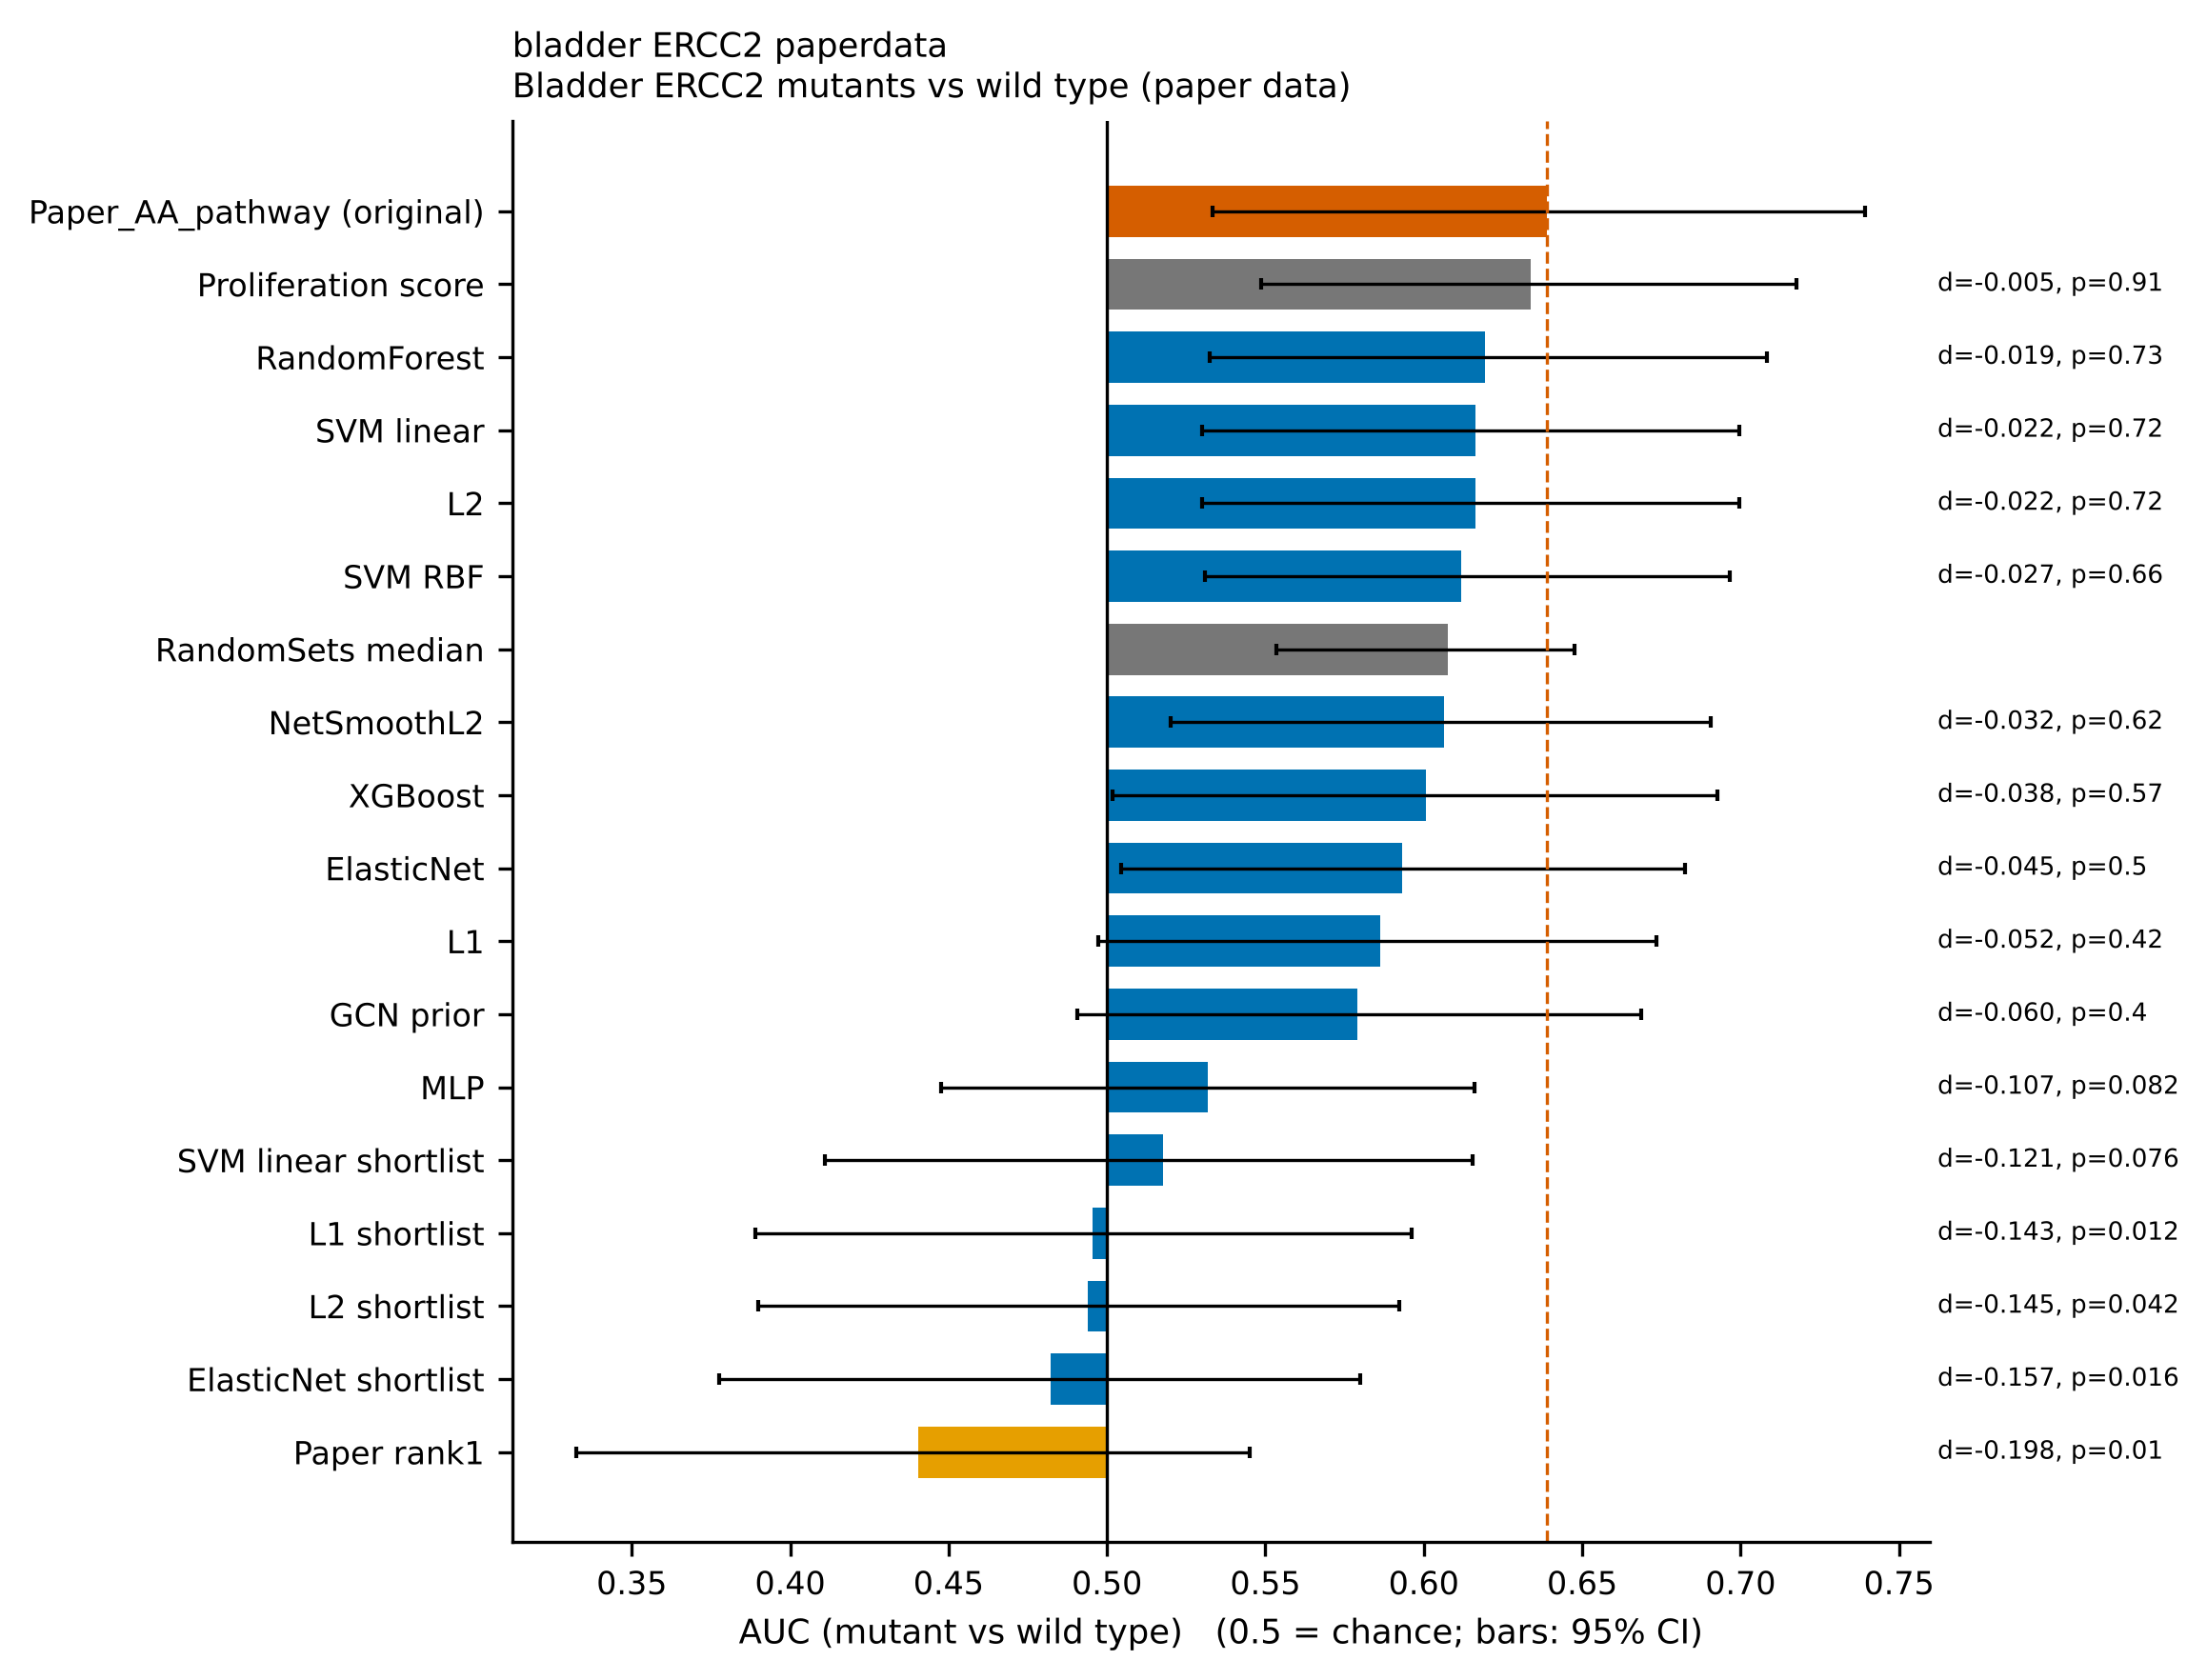 bladder ERCC2 paperdata
Bladder ERCC2 mutants vs wild type (paper data)
Paper_AA_pathway (original)
Proliferation score d=-0.005, p=0.91
RandomForest d=-0.019, p=0.73
SVM linear d=-0.022, p=0.72
L2 d=-0.022, p=0.72
SVM RBF d=-0.027, p=0.66
RandomSets median
NetSmoothL2 d=-0.032, p=0.62
XGBoost d=-0.038, p=0.57
ElasticNet d=-0.045, p=0.5
L1 d=-0.052, p=0.42
GCN prior d=-0.060, p=0.4
MLP d=-0.107, p=0.082
SVM linear shortlist d=-0.121, p=0.076
L1 shortlist d=-0.143, p=0.012
L2 shortlist d=-0.145, p=0.042
ElasticNet shortlist d=-0.157, p=0.016
Paper rank1 d=-0.198, p=0.01
0.35 0.40 0.45 0.50 0.55 0.60 0.65 0.70 0.75
AUC (mutant vs wild type) (0.5 = chance; bars: 95% CI)